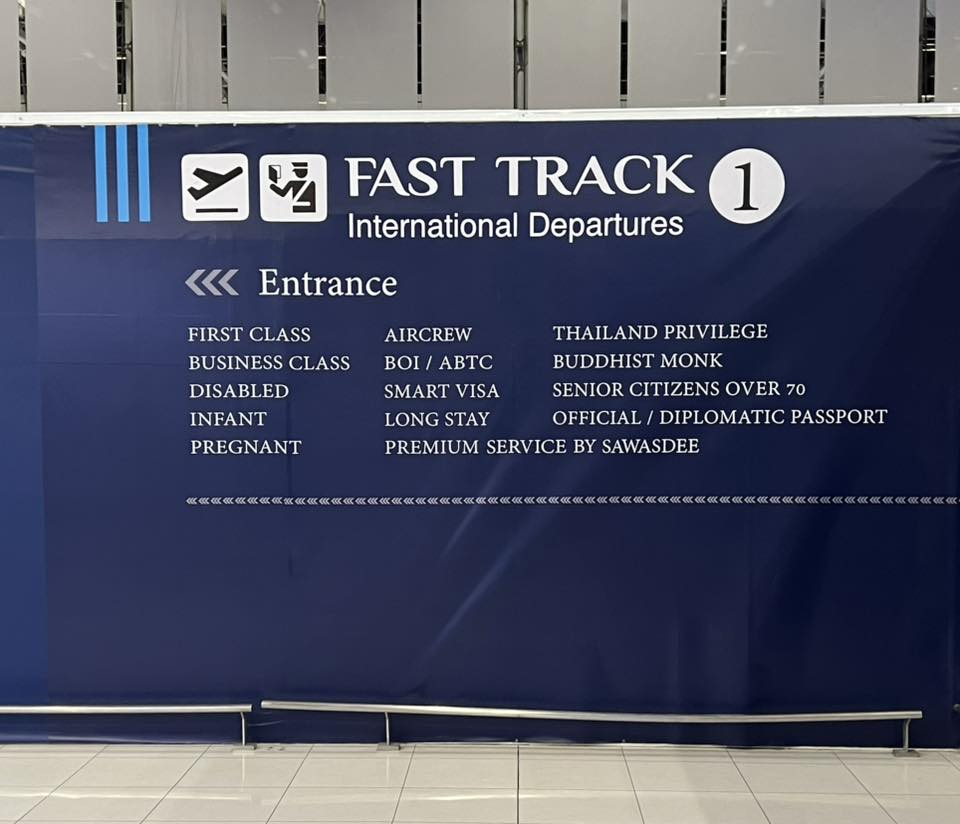 FAST TRACK 1
International Departures
Entrance
FIRST CLASS
BUSINESS CLASS
DISABLED
INFANT
PREGNANT
AIRCREW
BOI / ABTC
SMART VISA
LONG STAY
PREMIUM SERVICE BY SAWASDEE
THAILAND PRIVILEGE
BUDDHIST MONK
SENIOR CITIZENS OVER 70
OFFICIAL / DIPLOMATIC PASSPORT